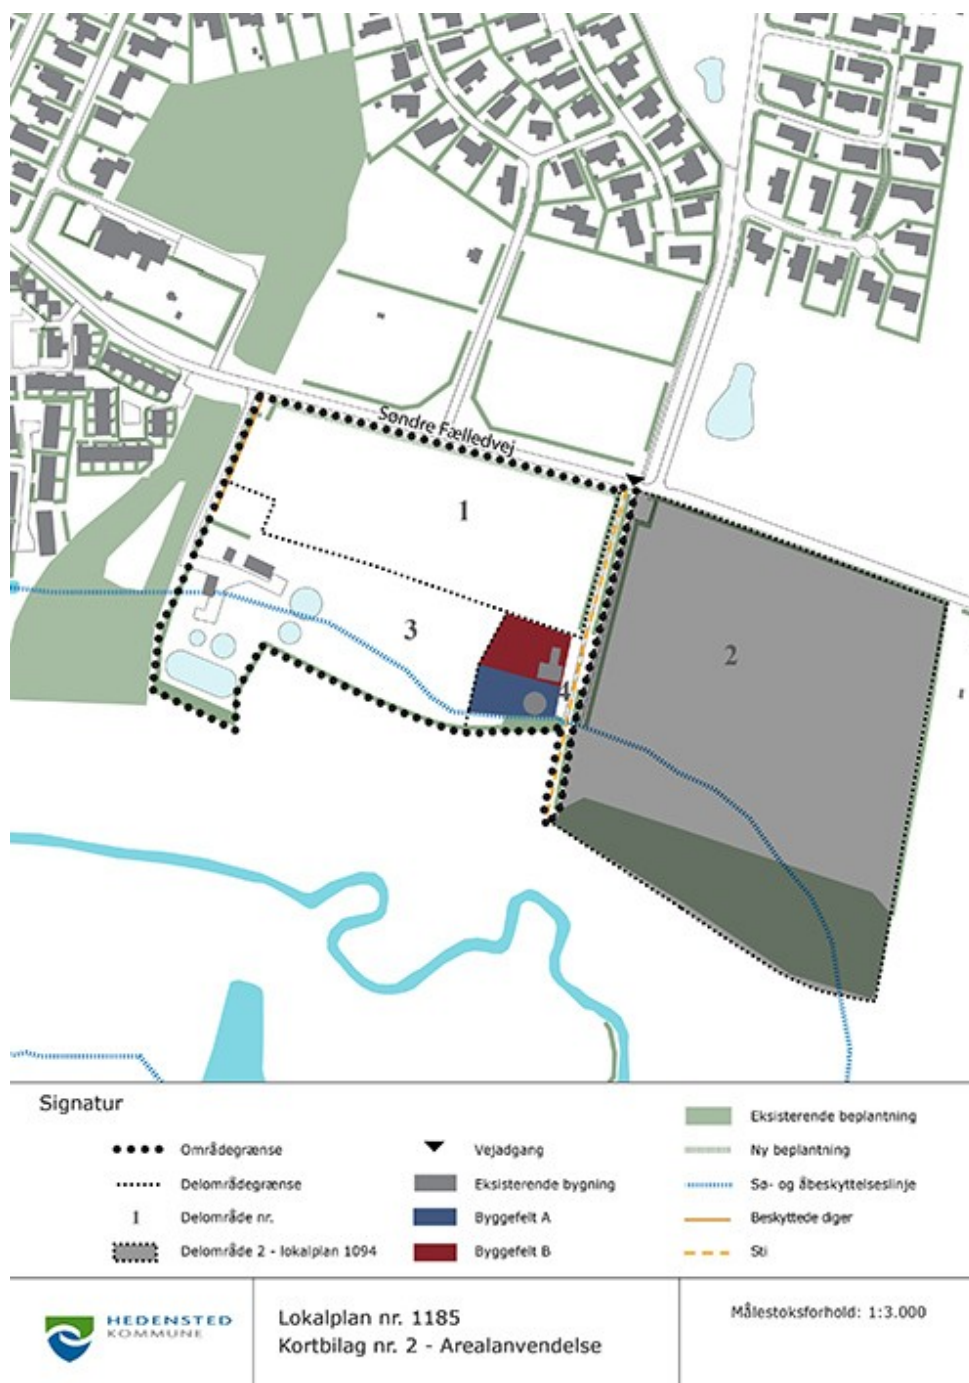 Søndre Fælledvej
1
2
3
4
Signatur
Områdegrænse
Delområdegrænse
1 Delområde nr.
Delområde 2 - lokalplan 1094
Vejadgang
Eksisterende bygning
Byggefelt A
Byggefelt B
Eksisterende beplantning
Ny beplantning
Sø- og åbeskyttelseslinje
Beskyttede diger
Sti
HEDENSTED
KOMMUNE
Lokalplan nr. 1185
Kortbilag nr. 2 - Arealanvendelse
Målestoksforhold: 1:3.000